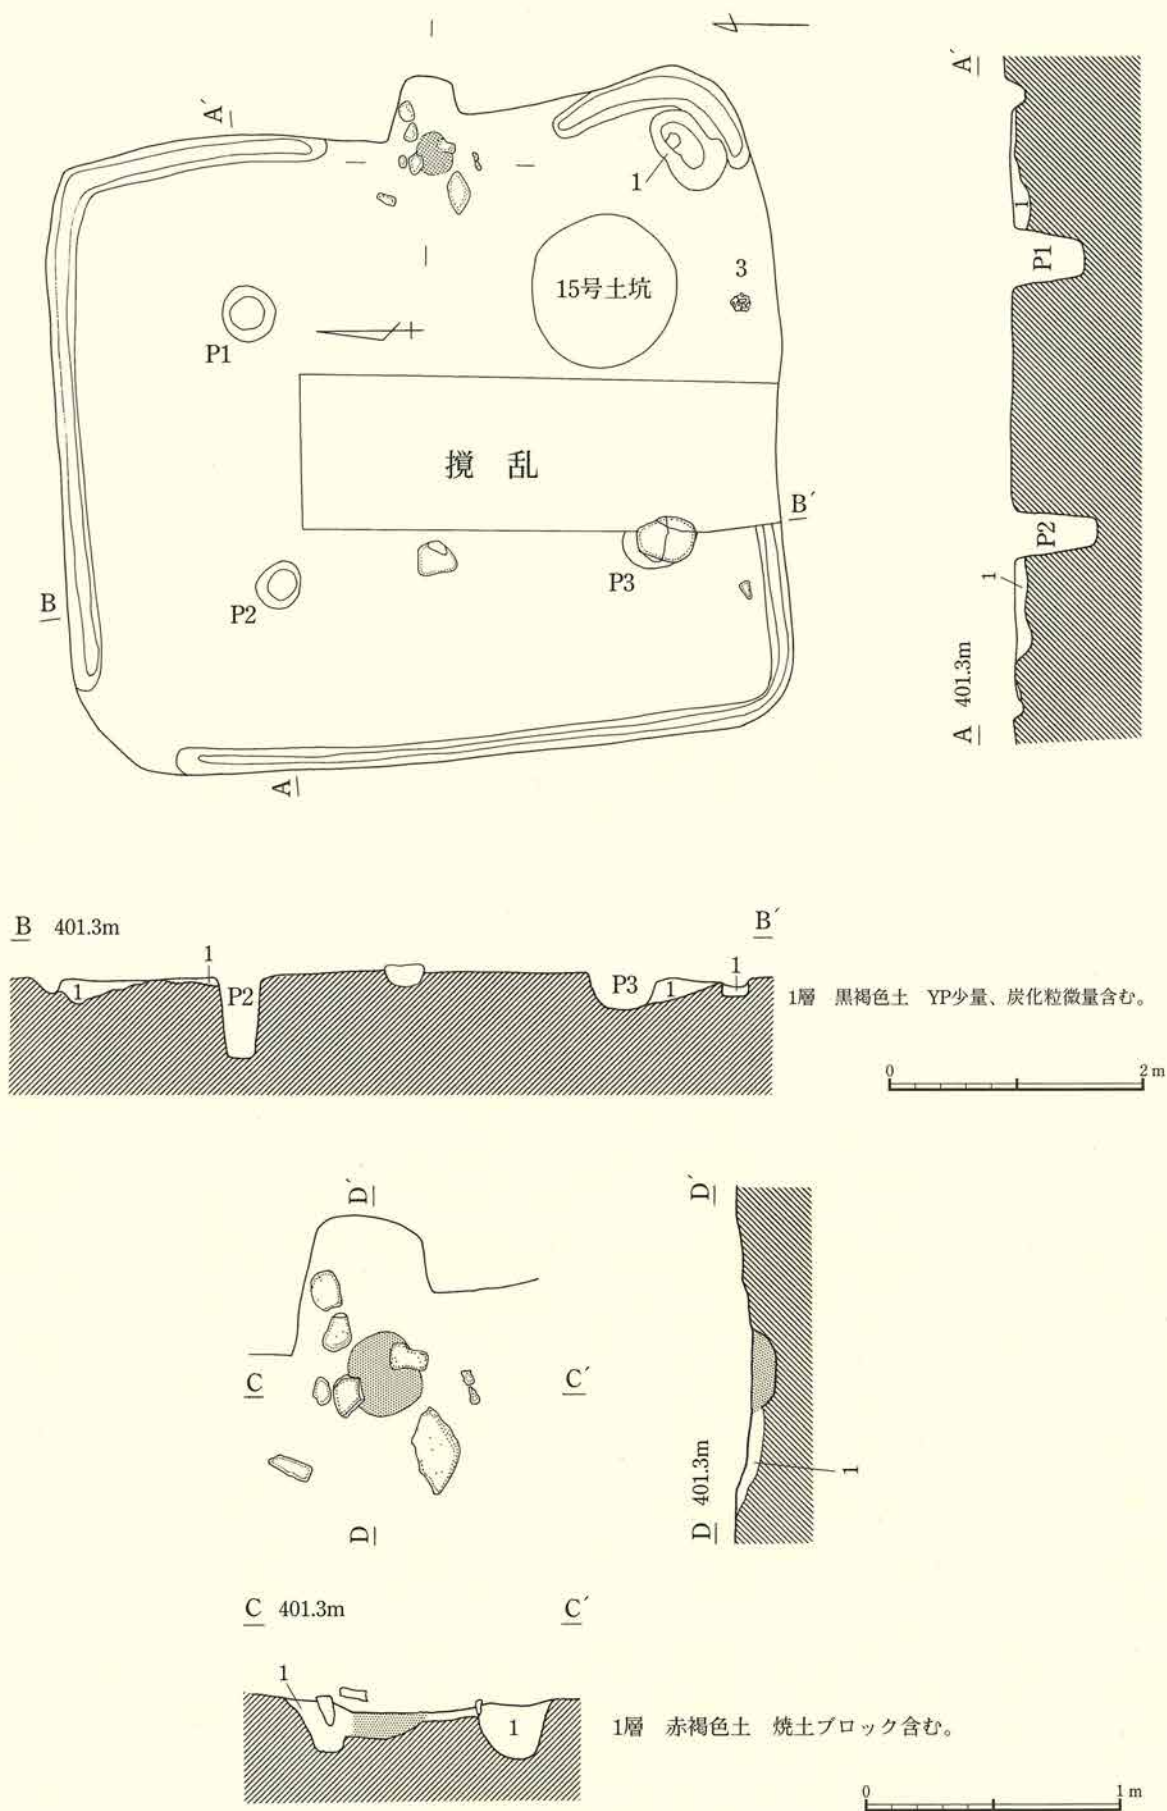 A´
A´
1
1
15号土坑
3
P1
P1
撹 乱
B´
P2
B
P2
P3
1
A 401.3m
A
B 401.3m
B´
1
1
P2
P3
1
1
1層 黒褐色土 YP少量、炭化粒微量含む。
0 2 m
D´
D´
C
C´
D 401.3m
1
D
C 401.3m
C´
1
1
1層 赤褐色土 焼土ブロック含む。
0 1 m